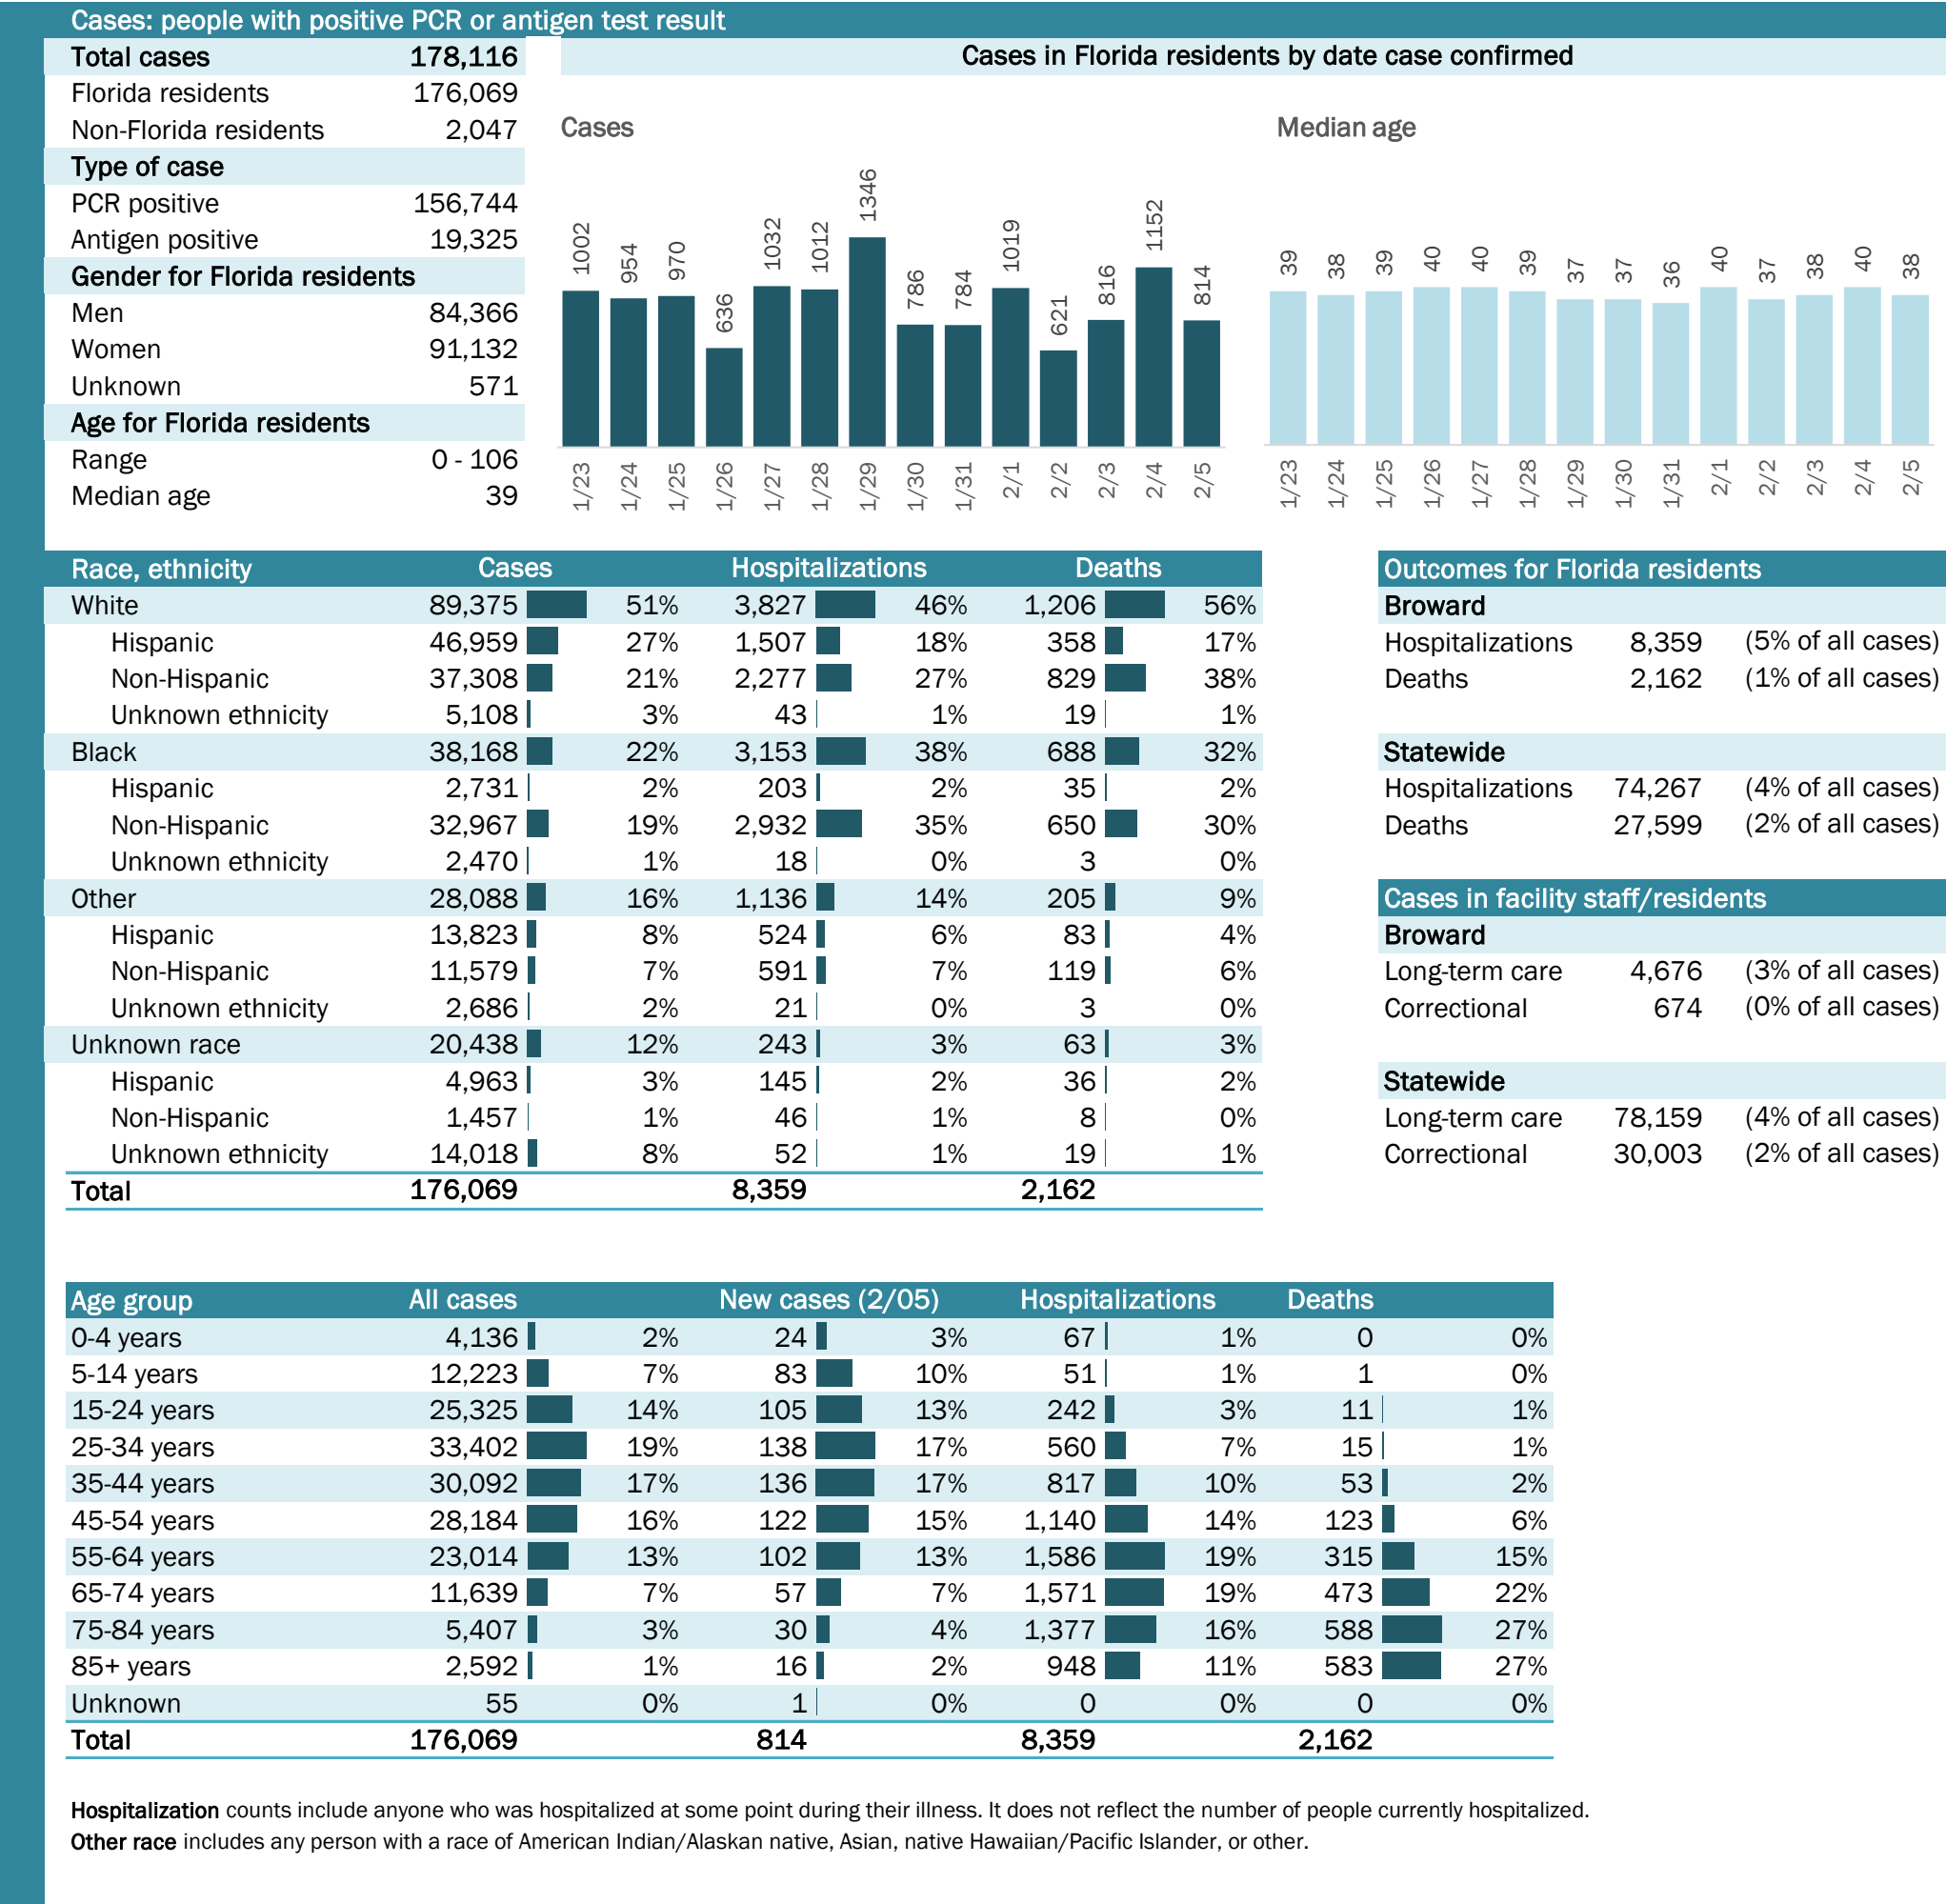 Cases: people with positive PCR or antigen test result
Total cases 178,116
Florida residents 176,069
Non-Florida residents 2,047
Type of case
PCR positive 156,744
Antigen positive 19,325
Gender for Florida residents
Men 84,366
Women 91,132
Unknown 571
Age for Florida residents
Range 0 - 106
Median age 39
Cases in Florida residents by date case confirmed
Cases
1002 954 970 636 1032 1012 1346 786 784 1019 621 816 1152 814
1/23 1/24 1/25 1/26 1/27 1/28 1/29 1/30 1/31 2/1 2/2 2/3 2/4 2/5
Median age
39 38 39 40 40 39 37 37 36 40 37 38 40 38
1/23 1/24 1/25 1/26 1/27 1/28 1/29 1/30 1/31 2/1 2/2 2/3 2/4 2/5
Race, ethnicity Cases Hospitalizations Deaths
White 89,375 51% 3,827 46% 1,206 56%
Hispanic 46,959 27% 1,507 18% 358 17%
Non-Hispanic 37,308 21% 2,277 27% 829 38%
Unknown ethnicity 5,108 3% 43 1% 19 1%
Black 38,168 22% 3,153 38% 688 32%
Hispanic 2,731 2% 203 2% 35 2%
Non-Hispanic 32,967 19% 2,932 35% 650 30%
Unknown ethnicity 2,470 1% 18 0% 3 0%
Other 28,088 16% 1,136 14% 205 9%
Hispanic 13,823 8% 524 6% 83 4%
Non-Hispanic 11,579 7% 591 7% 119 6%
Unknown ethnicity 2,686 2% 21 0% 3 0%
Unknown race 20,438 12% 243 3% 63 3%
Hispanic 4,963 3% 145 2% 36 2%
Non-Hispanic 1,457 1% 46 1% 8 0%
Unknown ethnicity 14,018 8% 52 1% 19 1%
Total 176,069 8,359 2,162
Outcomes for Florida residents
Broward
Hospitalizations 8,359 (5% of all cases)
Deaths 2,162 (1% of all cases)
Statewide
Hospitalizations 74,267 (4% of all cases)
Deaths 27,599 (2% of all cases)
Cases in facility staff/residents
Broward
Long-term care 4,676 (3% of all cases)
Correctional 674 (0% of all cases)
Statewide
Long-term care 78,159 (4% of all cases)
Correctional 30,003 (2% of all cases)
Age group All cases New cases (2/05) Hospitalizations Deaths
0-4 years 4,136 2% 24 3% 67 1% 0 0%
5-14 years 12,223 7% 83 10% 51 1% 1 0%
15-24 years 25,325 14% 105 13% 242 3% 11 1%
25-34 years 33,402 19% 138 17% 560 7% 15 1%
35-44 years 30,092 17% 136 17% 817 10% 53 2%
45-54 years 28,184 16% 122 15% 1,140 14% 123 6%
55-64 years 23,014 13% 102 13% 1,586 19% 315 15%
65-74 years 11,639 7% 57 7% 1,571 19% 473 22%
75-84 years 5,407 3% 30 4% 1,377 16% 588 27%
85+ years 2,592 1% 16 2% 948 11% 583 27%
Unknown 55 0% 1 0% 0 0% 0 0%
Total 176,069 814 8,359 2,162
Hospitalization counts include anyone who was hospitalized at some point during their illness. It does not reflect the number of people currently hospitalized.
Other race includes any person with a race of American Indian/Alaskan native, Asian, native Hawaiian/Pacific Islander, or other.